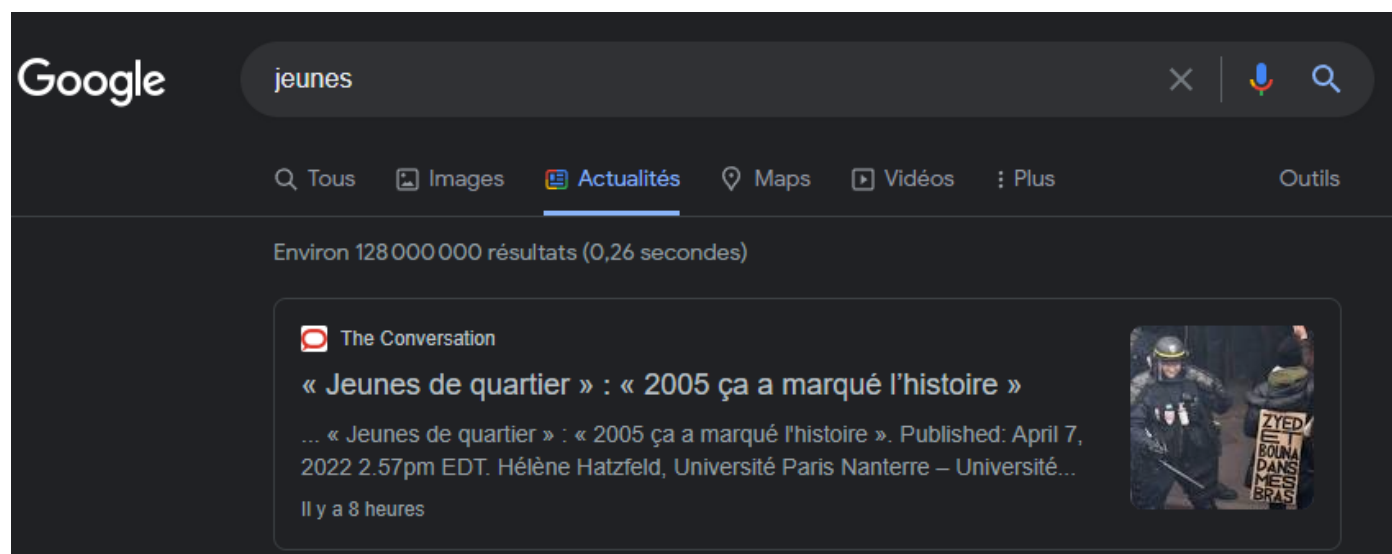 Google
jeunes
Tous Images Actualités Maps Vidéos Plus Outils
Environ 128 000 000 résultats (0,26 secondes)
The Conversation
« Jeunes de quartier » : « 2005 ça a marqué l’histoire »
... « Jeunes de quartier » : « 2005 ça a marqué l'histoire ». Published: April 7,
2022 2.57pm EDT. Hélène Hatzfeld, Université Paris Nanterre – Université...
Il y a 8 heures
ZYED
ET
BOUNA
DANS
MES
BRAS